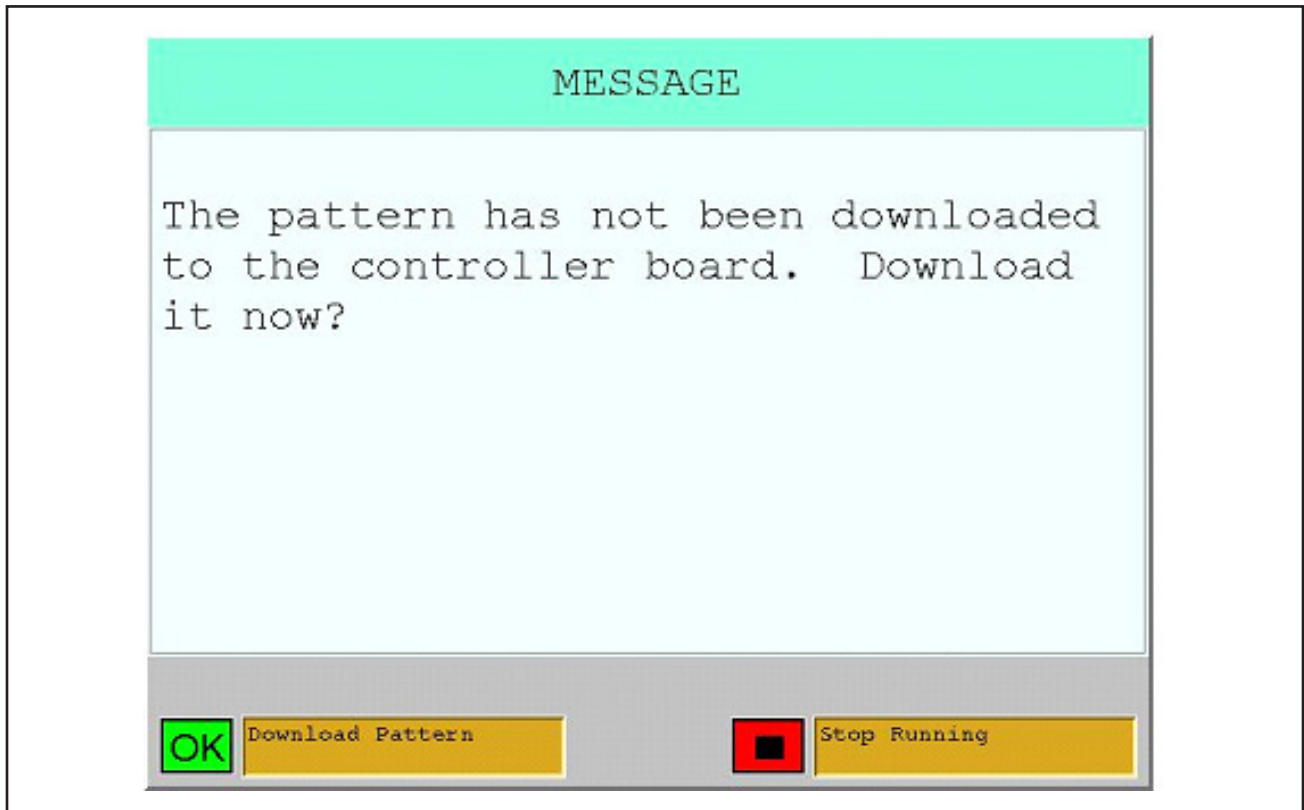 MESSAGE
The pattern has not been downloaded
to the controller board.  Download
it now?
OK Download Pattern
Stop Running